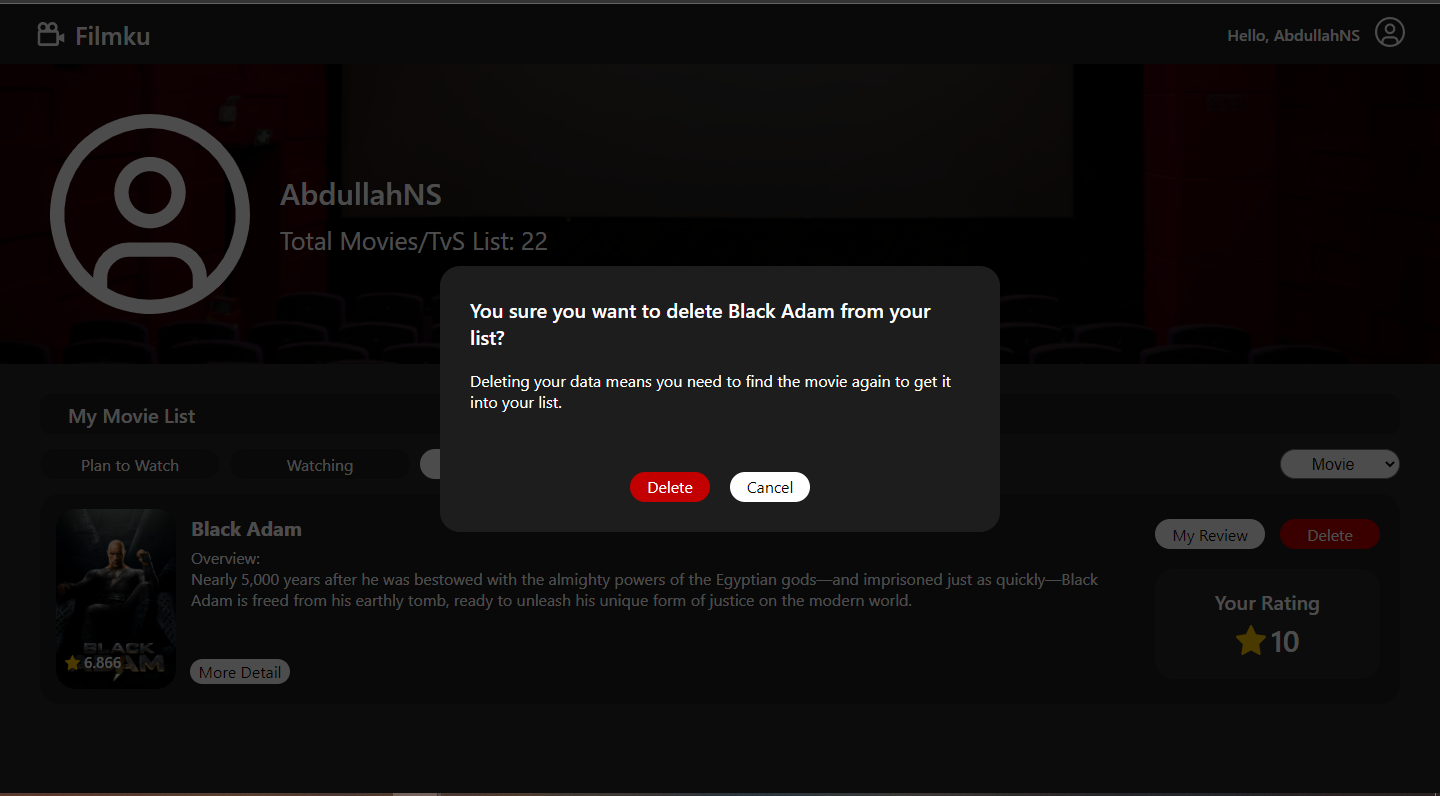 Filmku
Hello, AbdullahNS
AbdullahNS
Total Movies/TvS List: 22
You sure you want to delete Black Adam from your
list?
Deleting your data means you need to find the movie again to get it
into your list.
Delete
Cancel
My Movie List
Plan to Watch
Watching
Movie
Black Adam
Overview:
Nearly 5,000 years after he was bestowed with the almighty powers of the Egyptian gods—and imprisoned just as quickly—Black
Adam is freed from his earthly tomb, ready to unleash his unique form of justice on the modern world.
More Detail
BLACK
ADAM
6.866
My Review
Delete
Your Rating
10